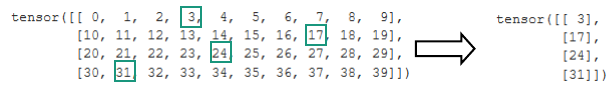 tensor([[ 0, 1, 2, 3, 4, 5, 6, 7, 8, 9],
[10, 11, 12, 13, 14, 15, 16, 17, 18, 19],
[20, 21, 22, 23, 24, 25, 26, 27, 28, 29],
[30, 31, 32, 33, 34, 35, 36, 37, 38, 39]])
tensor([[ 3],
[17],
[24],
[31]])